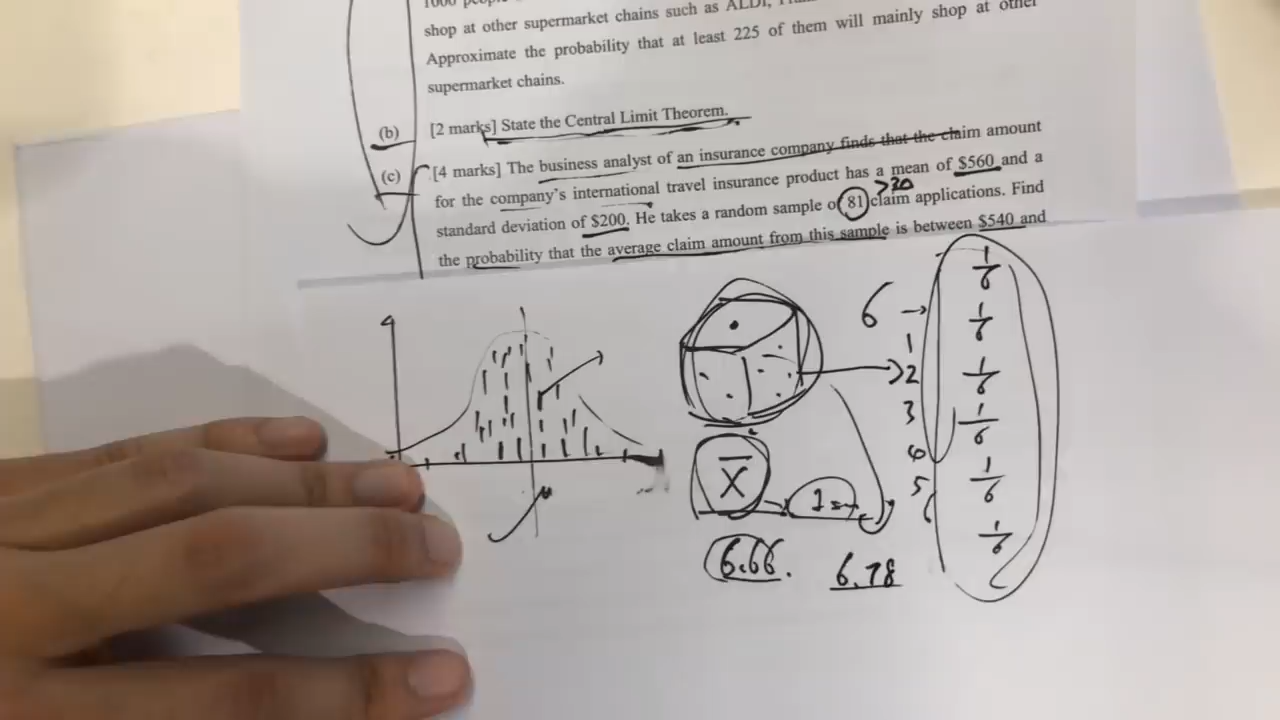 1000 people
shop at other supermarket chains such as ALDI,
Approximate the probability that at least 225 of them will mainly shop at other
supermarket chains.
(b) [2 marks] State the Central Limit Theorem.
(c) [4 marks] The business analyst of an insurance company finds that the claim amount
for the company's international travel insurance product has a mean of $560 and a
>30
standard deviation of $200. He takes a random sample of 81 claim applications. Find
the probability that the average claim amount from this sample is between $540 and
6 →
1
2
3
5
1/6
1/6
1/6
1/6
1/6
1/6
X̄
6.66. 6.78